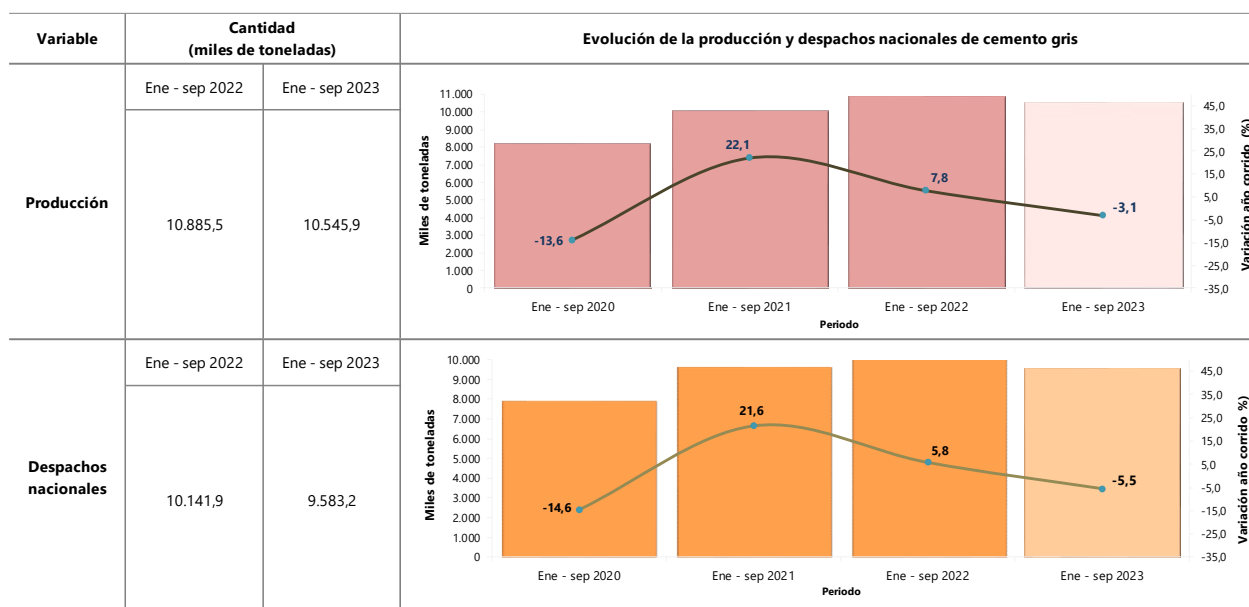 Variable
Cantidad
(miles de toneladas)
Evolución de la producción y despachos nacionales de cemento gris
Producción
Ene - sep 2022
Ene - sep 2023
10.885,5
10.545,9
Miles de toneladas
11.000
10.000
9.000
8.000
7.000
6.000
5.000
4.000
3.000
2.000
1.000
0
-13,6
22,1
7,8
-3,1
45,0
35,0
25,0
15,0
5,0
-5,0
-15,0
-25,0
-35,0
Variación año corrido (%)
Ene - sep 2020
Ene - sep 2021
Ene - sep 2022
Ene - sep 2023
Periodo
Despachos
nacionales
Ene - sep 2022
Ene - sep 2023
10.141,9
9.583,2
Miles de toneladas
10.000
9.000
8.000
7.000
6.000
5.000
4.000
3.000
2.000
1.000
0
-14,6
21,6
5,8
-5,5
45,0
35,0
25,0
15,0
5,0
-5,0
-15,0
-25,0
-35,0
Variación año corrido %)
Ene - sep 2020
Ene - sep 2021
Ene - sep 2022
Ene - sep 2023
Periodo